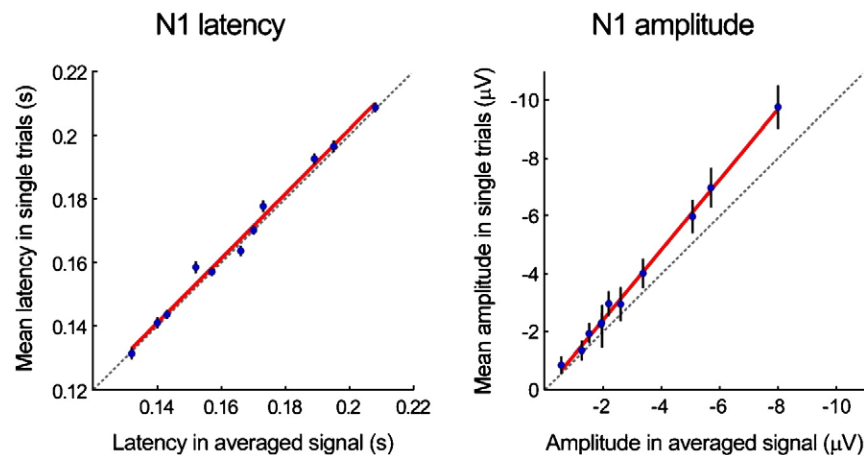 N1 latency
Mean latency in single trials (s)
0.22
0.2
0.18
0.16
0.14
0.12
0.14 0.16 0.18 0.2 0.22
Latency in averaged signal (s)
N1 amplitude
Mean amplitude in single trials (μV)
-10
-8
-6
-4
-2
0
-2 -4 -6 -8 -10
Amplitude in averaged signal (μV)